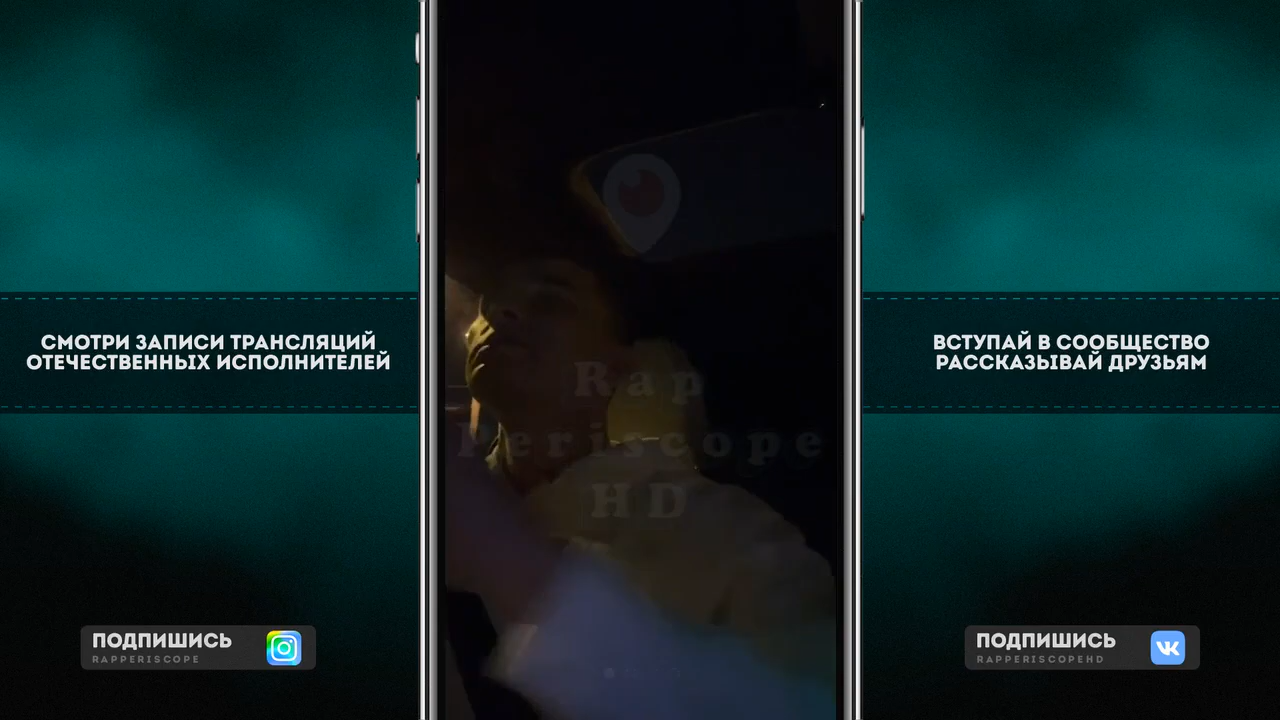 СМОТРИ ЗАПИСИ ТРАНСЛЯЦИЙ
ОТЕЧЕСТВЕННЫХ ИСПОЛНИТЕЛЕЙ
Rap
Periscope
HD
ВСТУПАЙ В СООБЩЕСТВО
РАССКАЗЫВАЙ ДРУЗЬЯМ
ПОДПИШИСЬ
RAPPERISCOPE
ПОДПИШИСЬ
RAPPERISCOPEHD